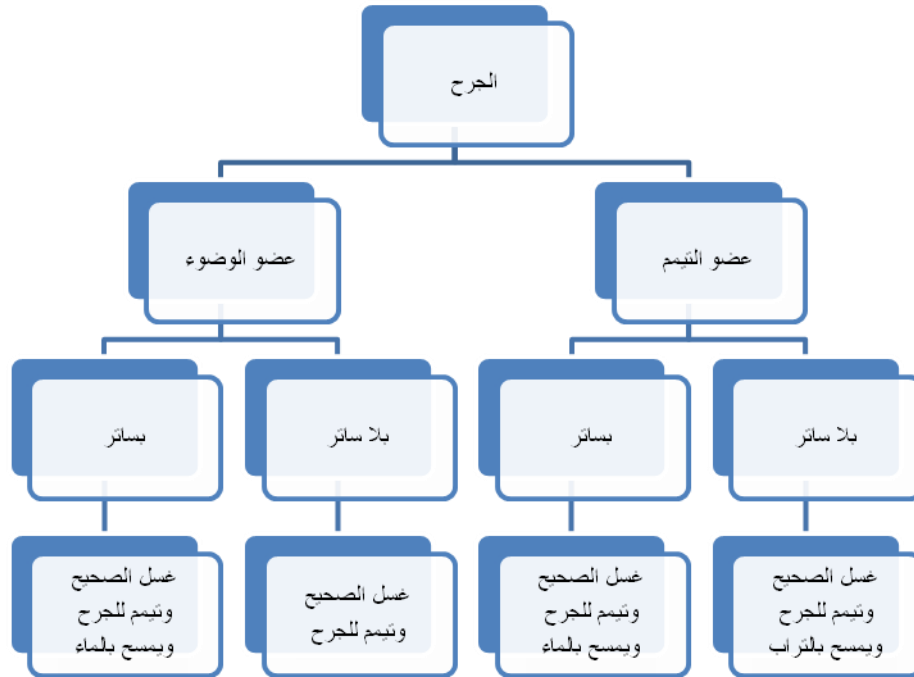 الجرح
عضو التيمم
عضو الوضوء
بلا ساتر
بساتر
بلا ساتر
بساتر
غسل الصحيح
وتيمم للجرح
ويمسح بالتراب
غسل الصحيح
وتيمم للجرح
ويمسح بالماء
غسل الصحيح
وتيمم للجرح
غسل الصحيح
وتيمم للجرح
ويمسح بالماء